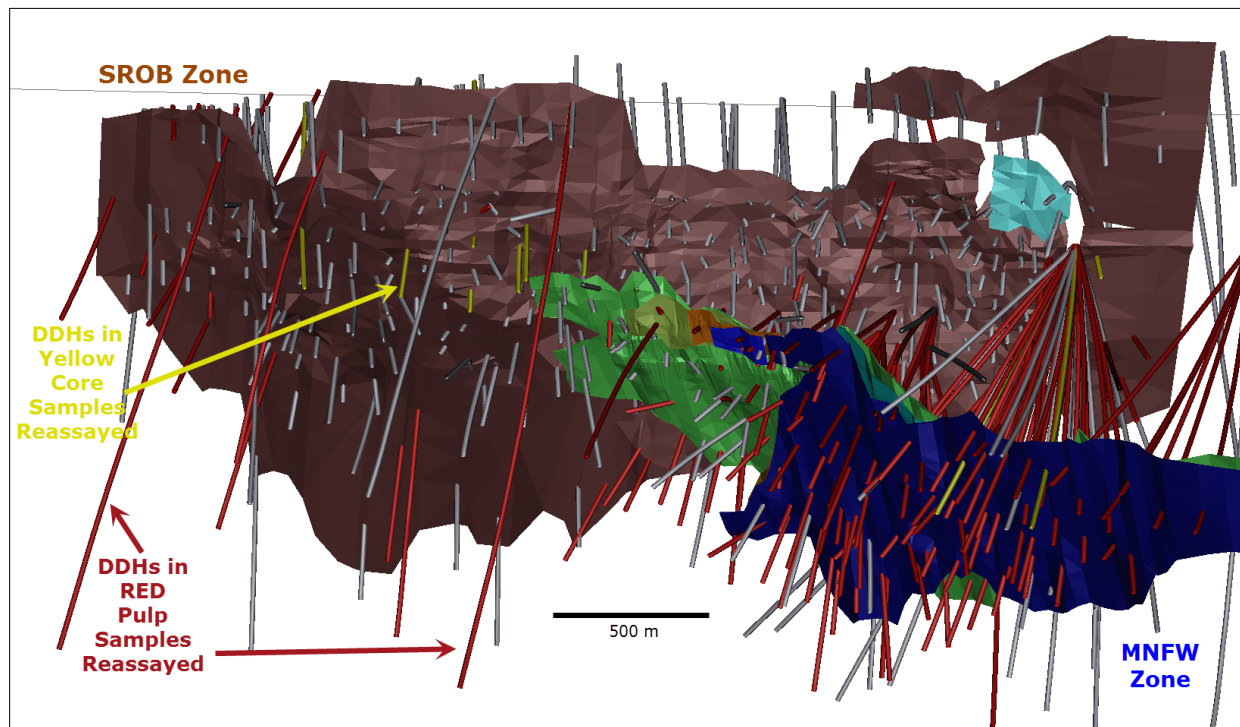 SROB Zone
DDHs in
Yellow
Core
Samples
Reassayed
DDHs in
RED
Pulp
Samples
Reassayed
500 m
MNFW
Zone